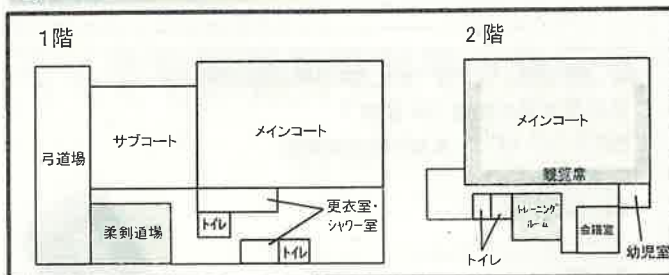 1階
弓道場
サブコート
メインコート
柔剣道場
トイレ
更衣室・
シャワー室
トイレ
2階
メインコート
観覧席
トイレ
トレーニング
ルーム
会議室
幼児室